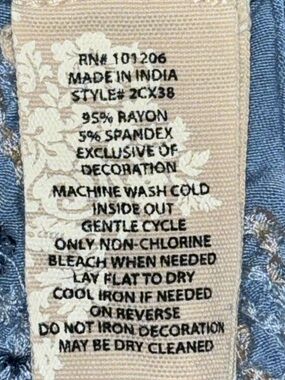 RN# 101206
MADE IN INDIA
STYLE# 2CX38
95% RAYON
5% SPANDEX
EXCLUSIVE OF
DECORATION
MACHINE WASH COLD
INSIDE OUT
GENTLE CYCLE
ONLY NON-CHLORINE
BLEACH WHEN NEEDED
LAY FLAT TO DRY
COOL IRON IF NEEDED
ON REVERSE
DO NOT IRON DECORATION
MAY BE DRY CLEANED